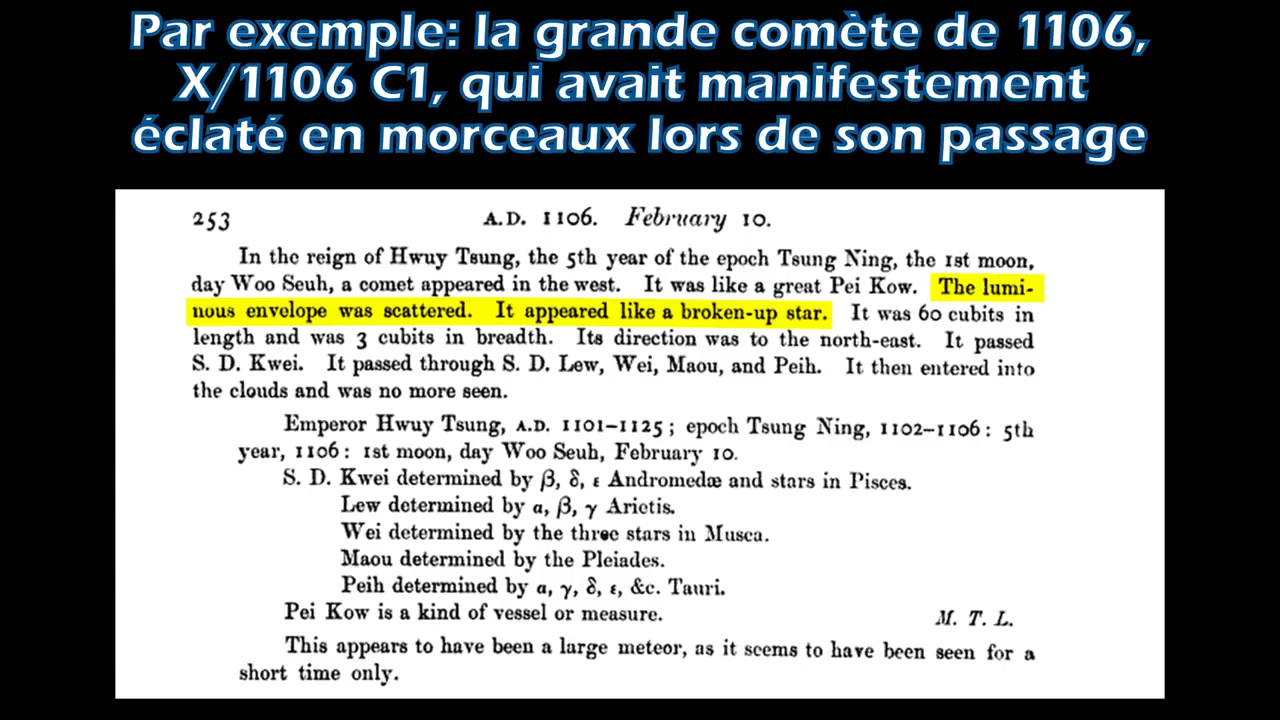 Par exemple: la grande comète de 1106,
X/1106 C1, qui avait manifestement
éclaté en morceaux lors de son passage
253 A.D. 1106. February 10.
In the reign of Hwuy Tsung, the 5th year of the epoch Tsung Ning, the 1st moon,
day Woo Seuh, a comet appeared in the west. It was like a great Pei Kow. The lumi-
nous envelope was scattered. It appeared like a broken-up star. It was 60 cubits in
length and was 3 cubits in breadth. Its direction was to the north-east. It passed
S. D. Kwei. It passed through S. D. Lew, Wei, Maou, and Peih. It then entered into
the clouds and was no more seen.
Emperor Hwuy Tsung, A.D. 1101–1125; epoch Tsung Ning, 1102–1106: 5th
year, 1106: 1st moon, day Woo Seuh, February 10.
S. D. Kwei determined by β, δ, ε Andromedæ and stars in Pisces.
Lew determined by α, β, γ Arietis.
Wei determined by the three stars in Musca.
Maou determined by the Pleiades.
Peih determined by α, γ, δ, ε, &c. Tauri.
Pei Kow is a kind of vessel or measure. M. T. L.
This appears to have been a large meteor, as it seems to have been seen for a
short time only.